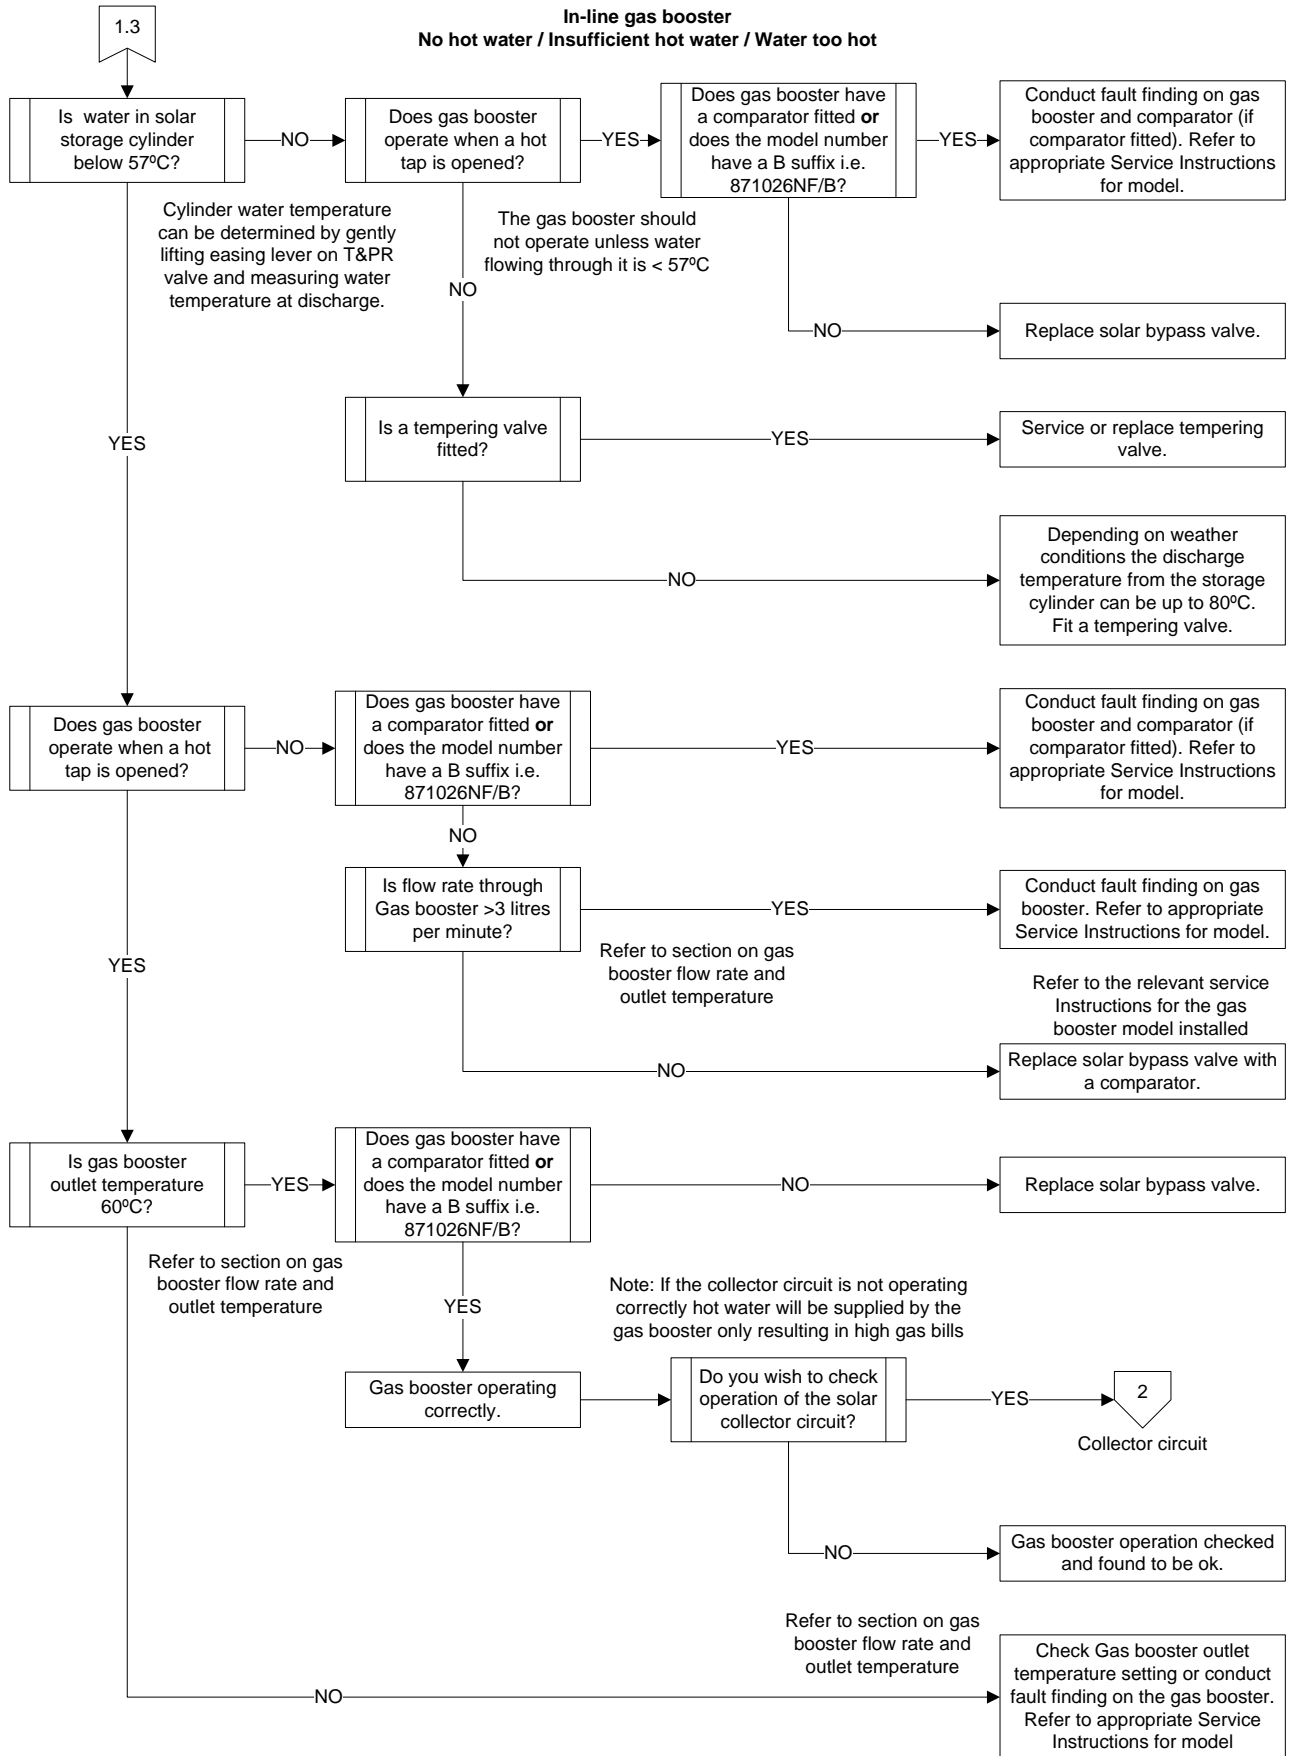 1.3
In-line gas booster
No hot water / Insufficient hot water / Water too hot
Is water in solar
storage cylinder
below 57ºC?
NO
Does gas booster
operate when a hot
tap is opened?
YES
Does gas booster have
a comparator fitted or
does the model number
have a B suffix i.e.
871026NF/B?
YES
Conduct fault finding on gas
booster and comparator (if
comparator fitted). Refer to
appropriate Service Instructions
for model.
Cylinder water temperature
can be determined by gently
lifting easing lever on T&PR
valve and measuring water
temperature at discharge.
The gas booster should
not operate unless water
flowing through it is < 57ºC
NO
NO
Replace solar bypass valve.
YES
Is a tempering valve
fitted?
YES
Service or replace tempering
valve.
NO
Depending on weather
conditions the discharge
temperature from the storage
cylinder can be up to 80ºC.
Fit a tempering valve.
Does gas booster
operate when a hot
tap is opened?
NO
Does gas booster have
a comparator fitted or
does the model number
have a B suffix i.e.
871026NF/B?
YES
Conduct fault finding on gas
booster and comparator (if
comparator fitted). Refer to
appropriate Service Instructions
for model.
NO
Is flow rate through
Gas booster >3 litres
per minute?
YES
Conduct fault finding on gas
booster. Refer to appropriate
Service Instructions for model.
YES
Refer to section on gas
booster flow rate and
outlet temperature
Refer to the relevant service
Instructions for the gas
booster model installed
NO
Replace solar bypass valve with
a comparator.
Is gas booster
outlet temperature
60ºC?
YES
Does gas booster have
a comparator fitted or
does the model number
have a B suffix i.e.
871026NF/B?
NO
Replace solar bypass valve.
Refer to section on gas
booster flow rate and
outlet temperature
YES
Note: If the collector circuit is not operating
correctly hot water will be supplied by the
gas booster only resulting in high gas bills
Gas booster operating
correctly.
Do you wish to check
operation of the solar
collector circuit?
YES
2
Collector circuit
NO
Gas booster operation checked
and found to be ok.
Refer to section on gas
booster flow rate and
outlet temperature
NO
Check Gas booster outlet
temperature setting or conduct
fault finding on the gas booster.
Refer to appropriate Service
Instructions for model